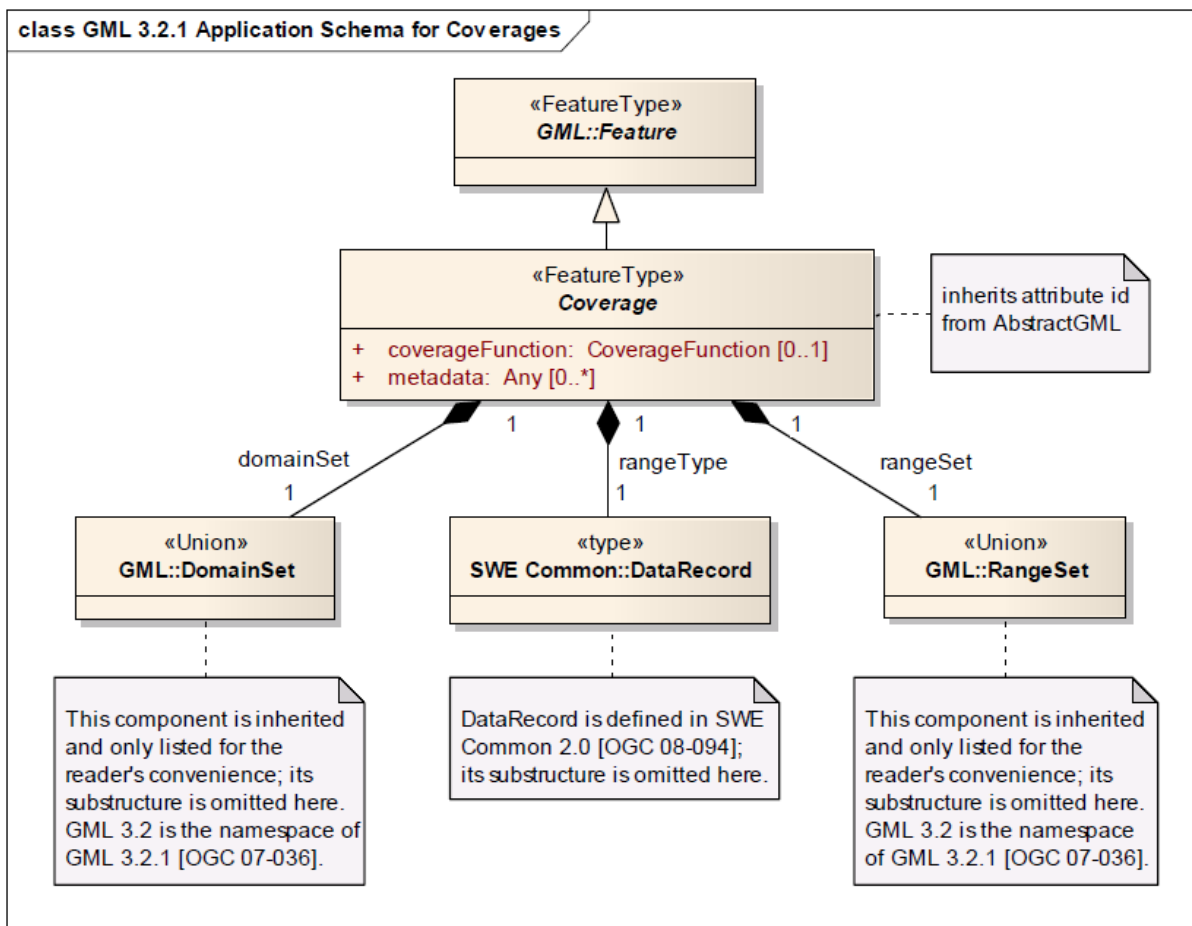 class GML 3.2.1 Application Schema for Coverages
«FeatureType»
GML::Feature
«FeatureType»
Coverage
+ coverageFunction: CoverageFunction [0..1]
+ metadata: Any [0..*]
inherits attribute id
from AbstractGML
1
1
1
domainSet
rangeType
rangeSet
1
1
1
«Union»
GML::DomainSet
«type»
SWE Common::DataRecord
«Union»
GML::RangeSet
This component is inherited
and only listed for the
reader's convenience; its
substructure is omitted here.
GML 3.2 is the namespace of
GML 3.2.1 [OGC 07-036].
DataRecord is defined in SWE
Common 2.0 [OGC 08-094];
its substructure is omitted here.
This component is inherited
and only listed for the
reader's convenience; its
substructure is omitted here.
GML 3.2 is the namespace
of GML 3.2.1 [OGC 07-036].